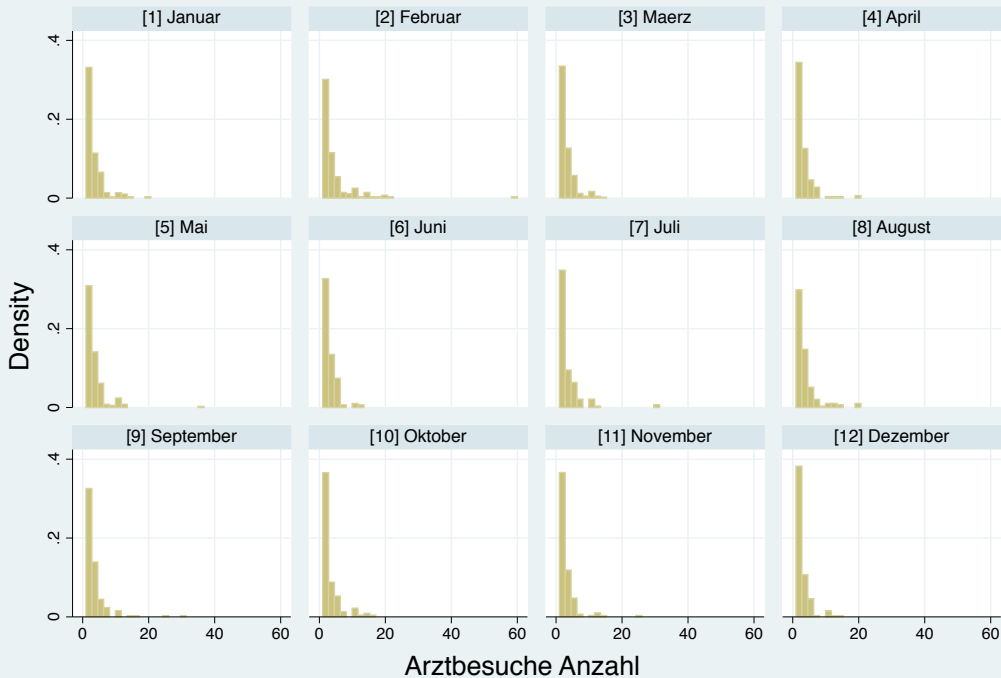 [1] Januar [2] Februar [3] Maerz [4] April
.4
.2
0
[5] Mai [6] Juni [7] Juli [8] August
.4
.2
0
Density
[9] September [10] Oktober [11] November [12] Dezember
.4
.2
0
0 20 40 60 0 20 40 60 0 20 40 60 0 20 40 60
Arztbesuche Anzahl